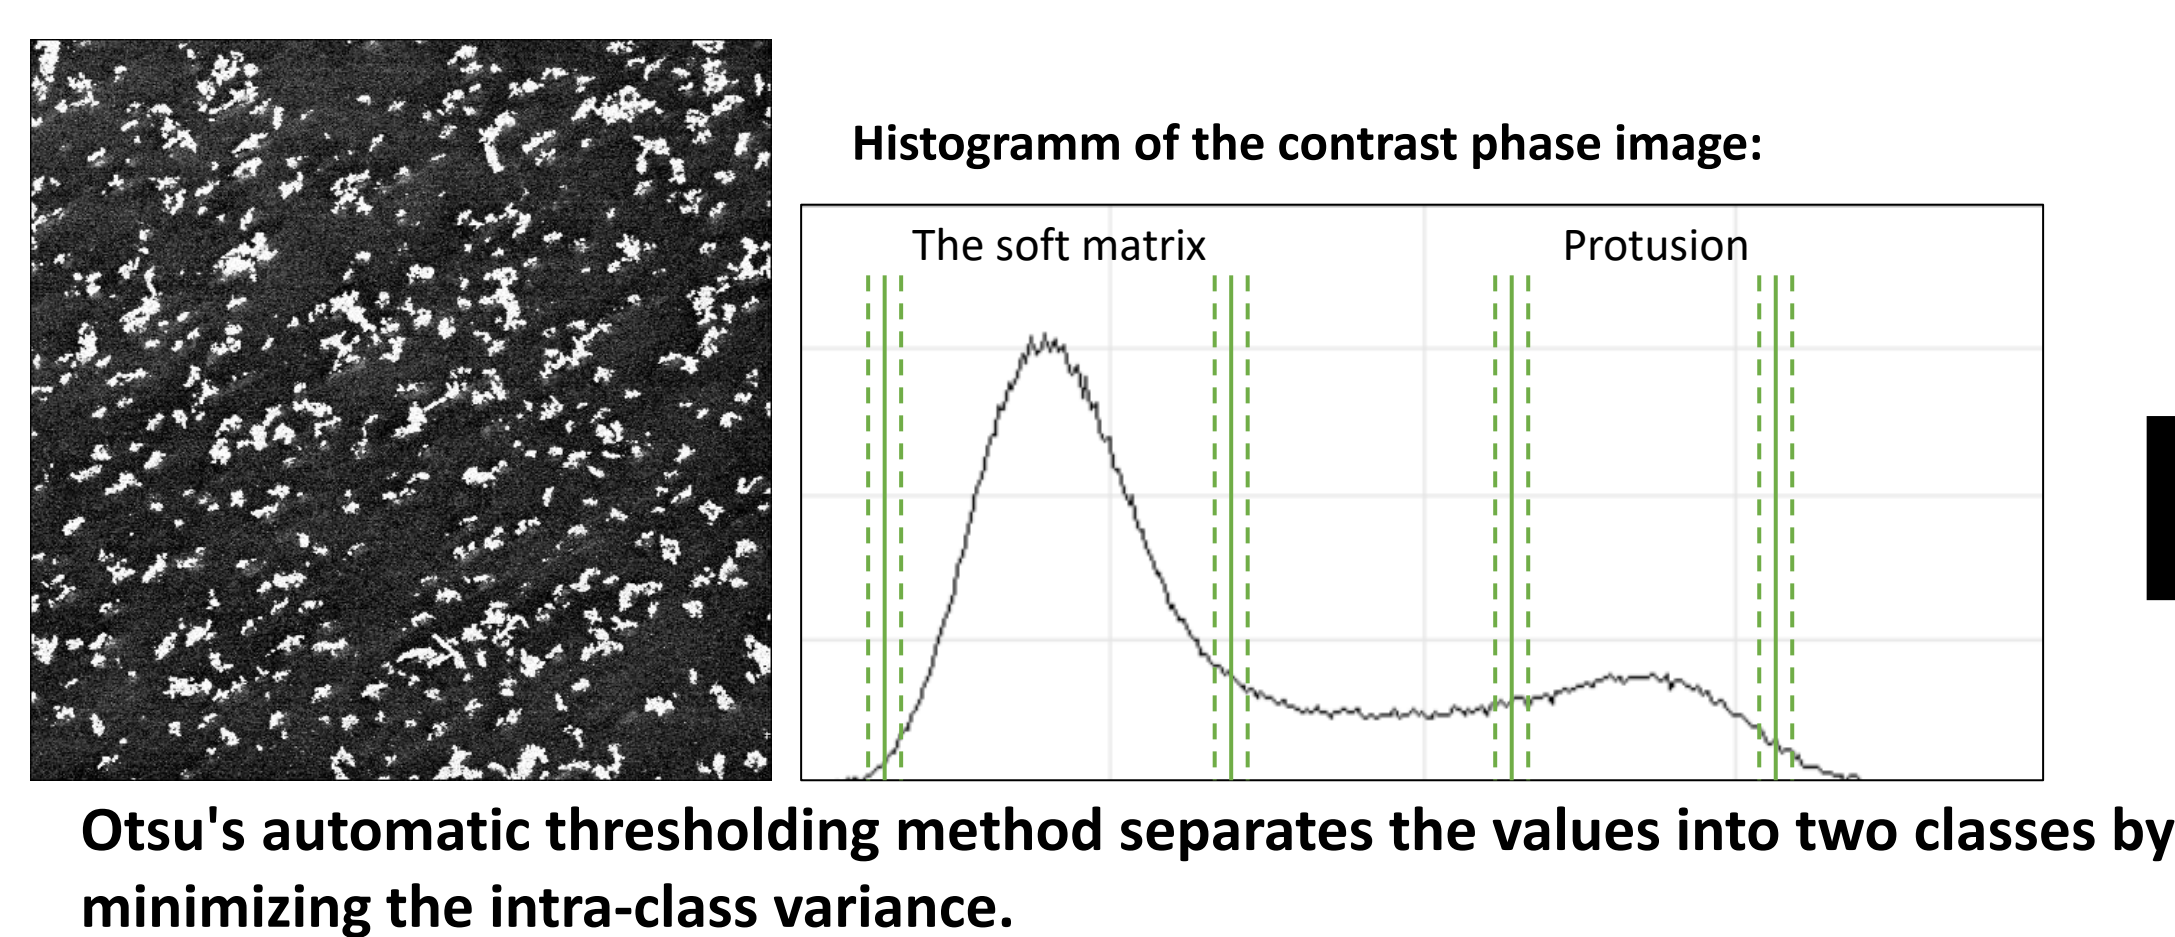 Histogramm of the contrast phase image:
The soft matrix
Protusion
Otsu's automatic thresholding method separates the values into two classes by
minimizing the intra-class variance.